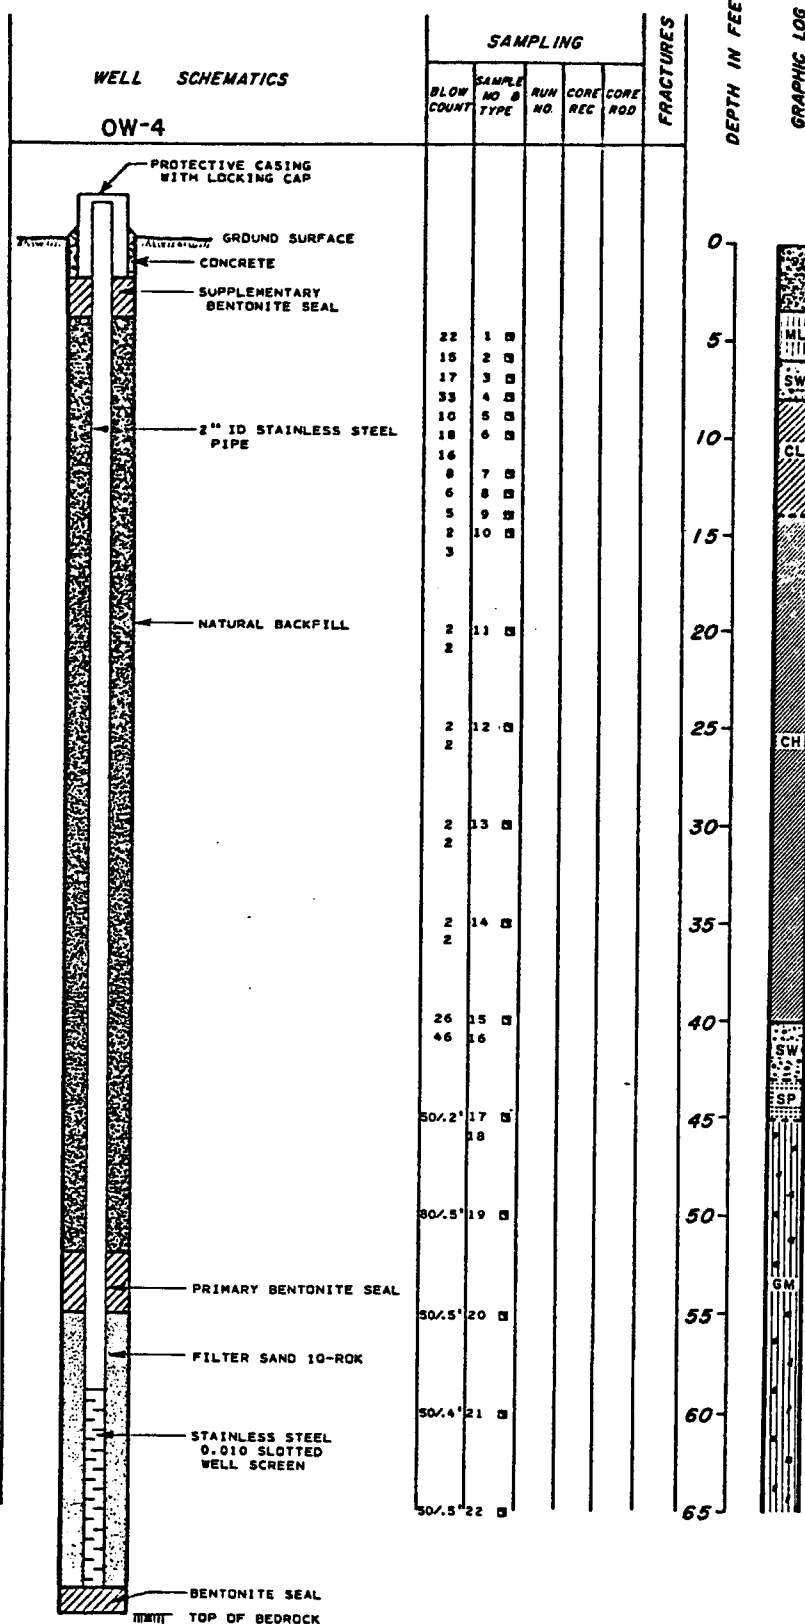 WELL SCHEMATICS
OW-4
SAMPLING
BLOW COUNT
SAMPLE NO & TYPE
RUN NO.
CORE REC
CORE RQD
FRACTURES
DEPTH IN FEE
GRAPHIC LOG
PROTECTIVE CASING
WITH LOCKING CAP
GROUND SURFACE
CONCRETE
SUPPLEMENTARY
BENTONITE SEAL
2" ID STAINLESS STEEL
PIPE
NATURAL BACKFILL
PRIMARY BENTONITE SEAL
FILTER SAND 10-ROK
STAINLESS STEEL
0.010 SLOTTED
WELL SCREEN
BENTONITE SEAL
TOP OF BEDROCK
22 1
15 2
17 3
33 4
10 5
18 6
16
8 7
6 8
5 9
2 10
3
2 11
2
2 12
2
2 13
2
2 14
2
26 15
46 16
50/.2' 17
18
80/.5' 19
50/.5' 20
50/.4' 21
50/.5' 22
0
5
10
15
20
25
30
35
40
45
50
55
60
65
ML
SW
CL
CH
SW
SP
GM